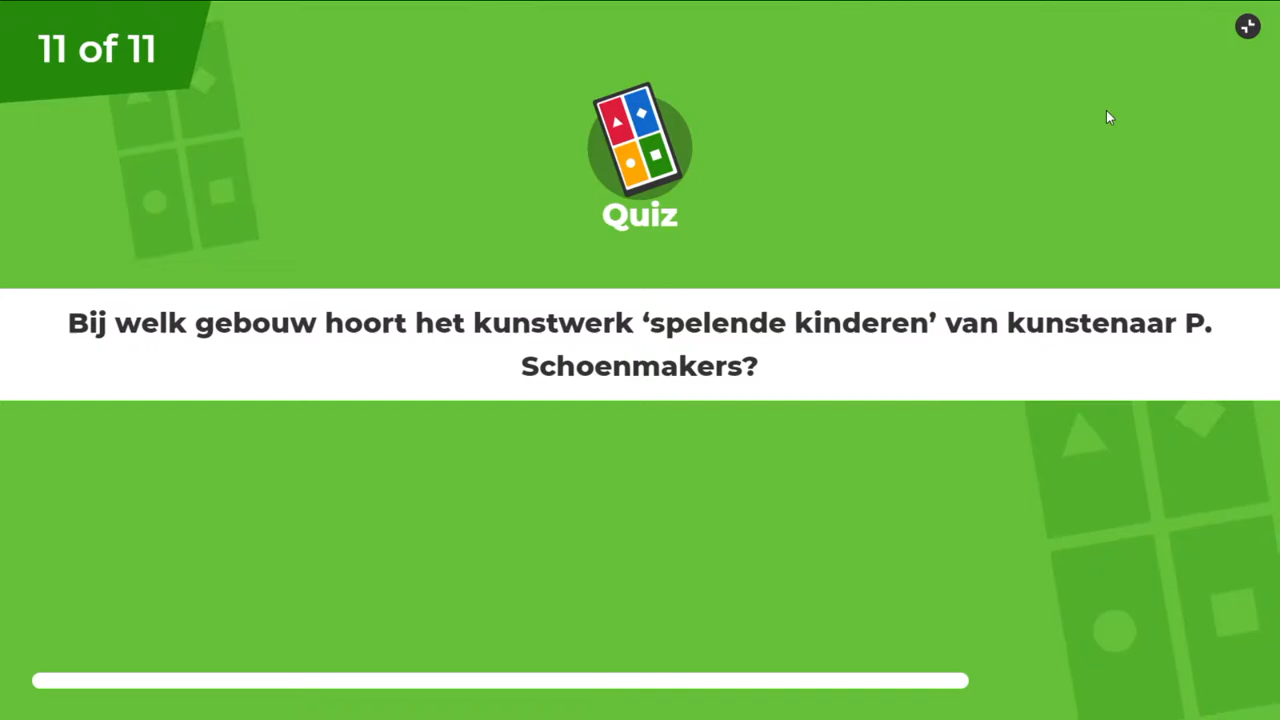 11 of 11
Quiz
Bij welk gebouw hoort het kunstwerk ‘spelende kinderen’ van kunstenaar P.
Schoenmakers?